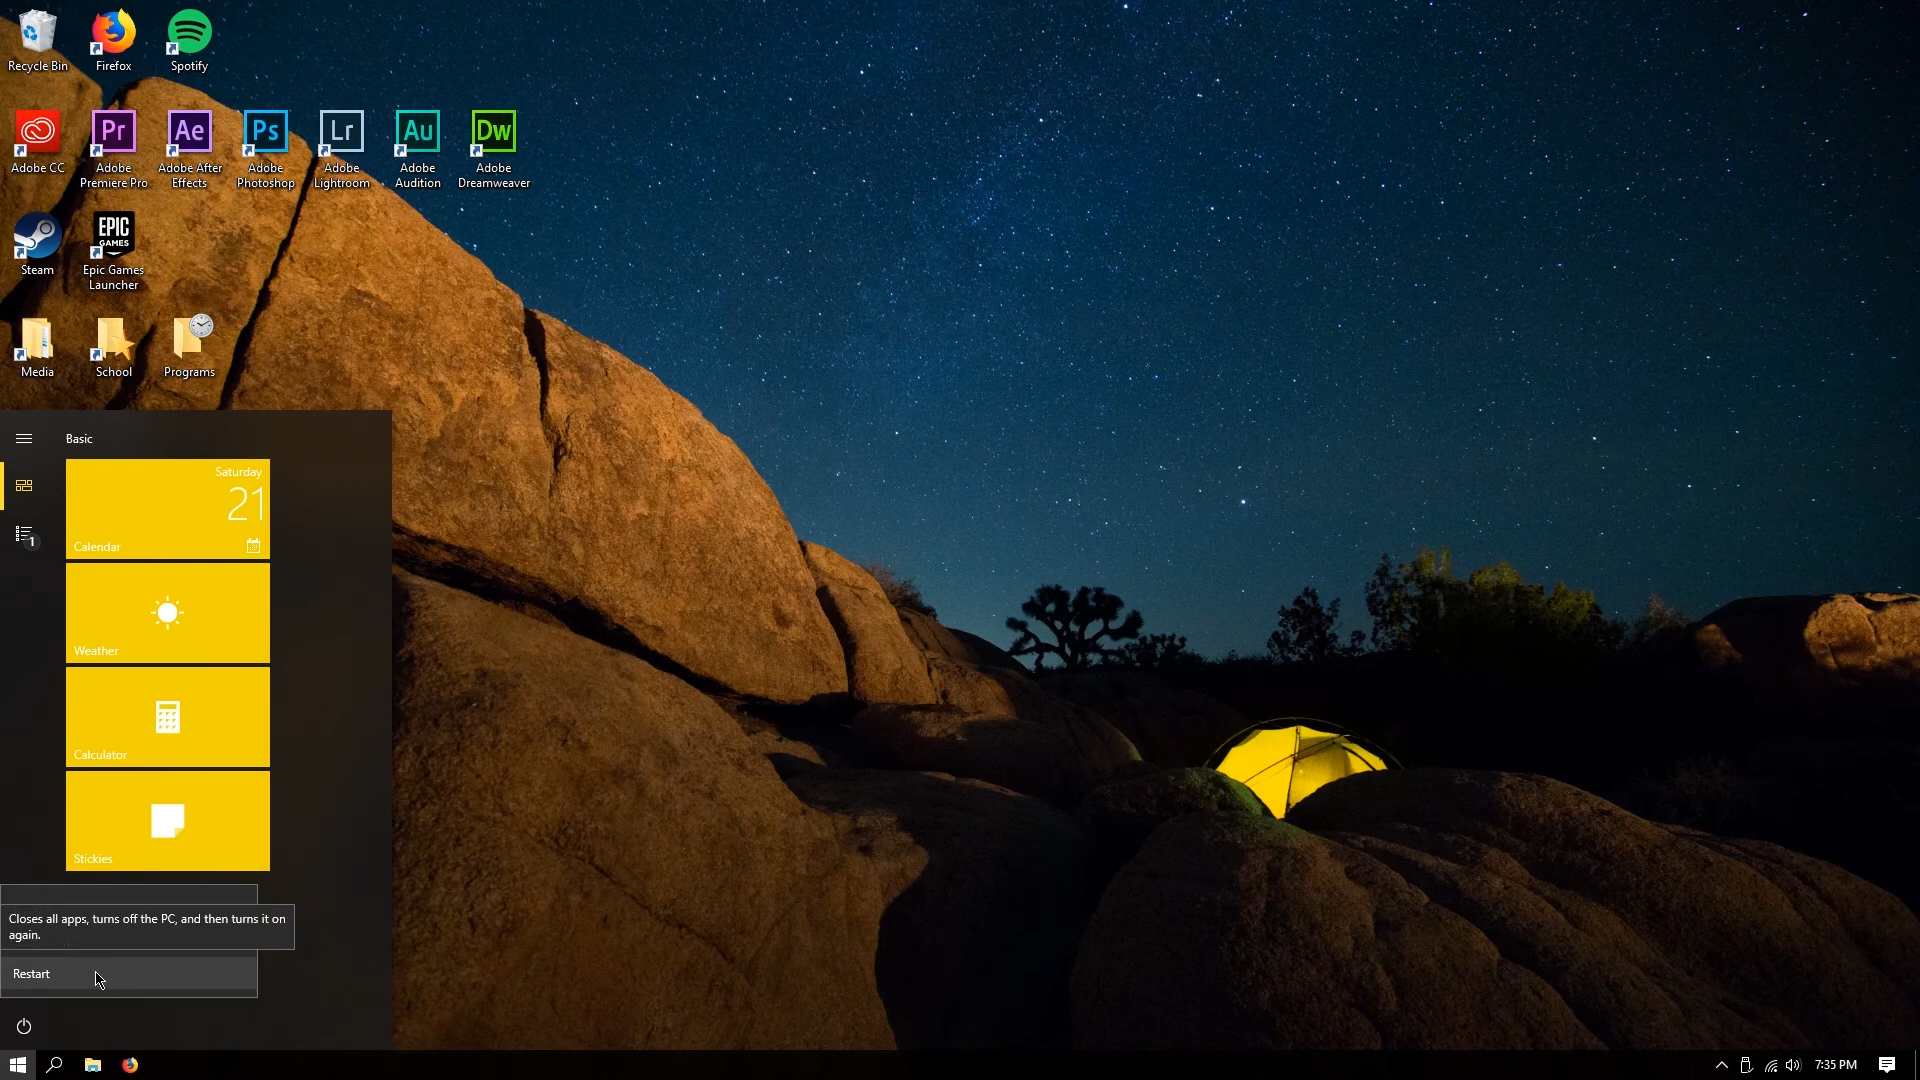 Recycle Bin
Firefox
Spotify
Adobe CC
Pr
Adobe
Premiere Pro
Ae
Adobe After
Effects
Ps
Adobe
Photoshop
Lr
Adobe
Lightroom
Au
Adobe
Audition
Dw
Adobe
Dreamweaver
Steam
EPIC
GAMES
Epic Games
Launcher
Media
School
Programs
Basic
Saturday
21
Calendar
1
Weather
Calculator
Stickies
Closes all apps, turns off the PC, and then turns it on
again.
Restart
7:35 PM